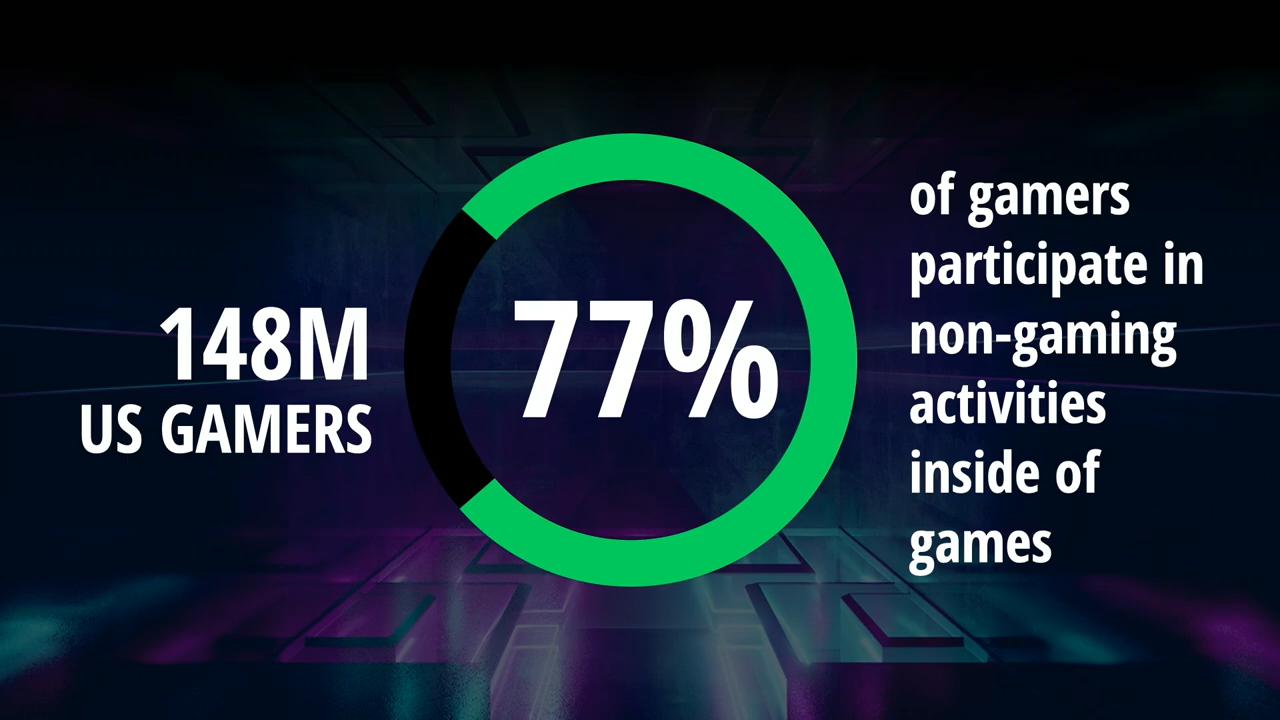 148M
US GAMERS
77%
of gamers
participate in
non-gaming
activities
inside of
games